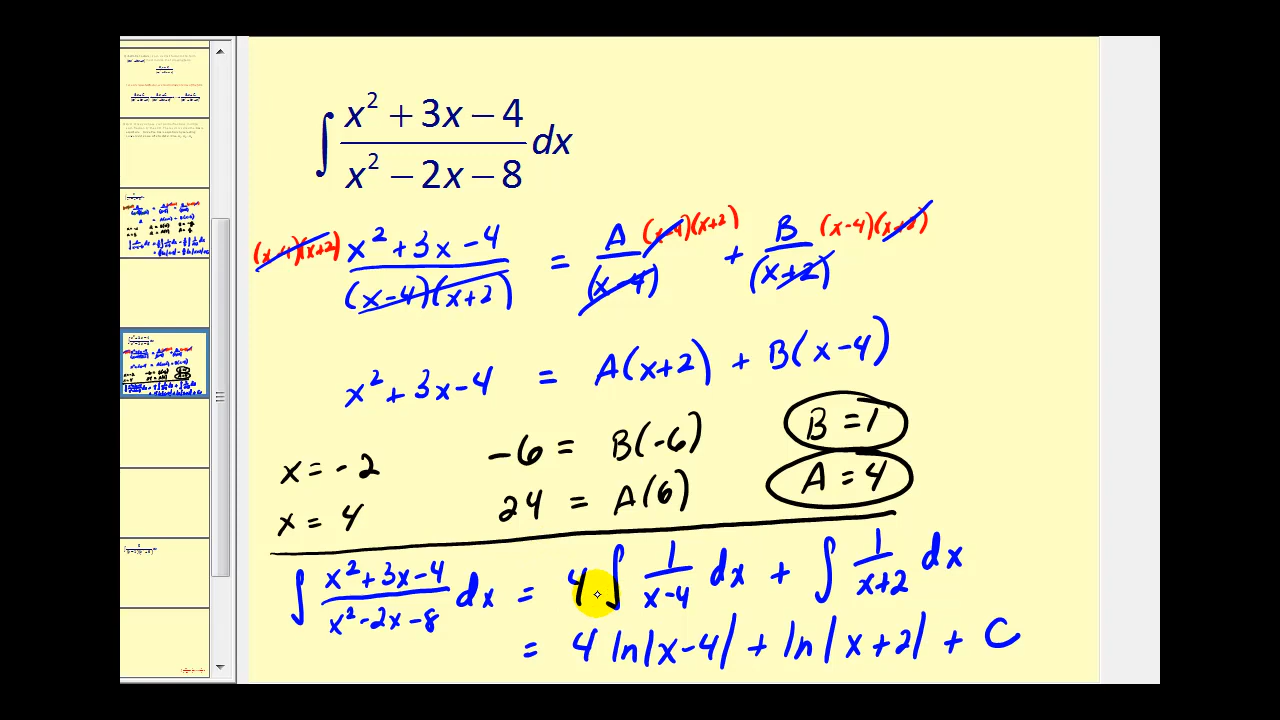 ∫ (x² + 3x − 4)/(x² − 2x − 8) dx
(x-4)(x+2) (x² + 3x - 4)/((x-4)(x+2)) = A/(x-4) (x-4)(x+2) + B/(x+2) (x-4)(x+2)
x² + 3x - 4 = A(x+2) + B(x-4)
x = -2 -6 = B(-6) B = 1
x = 4 24 = A(6) A = 4
∫ (x² + 3x - 4)/(x² - 2x - 8) dx = 4 ∫ 1/(x-4) dx + ∫ 1/(x+2) dx
= 4 ln|x-4| + ln|x+2| + C